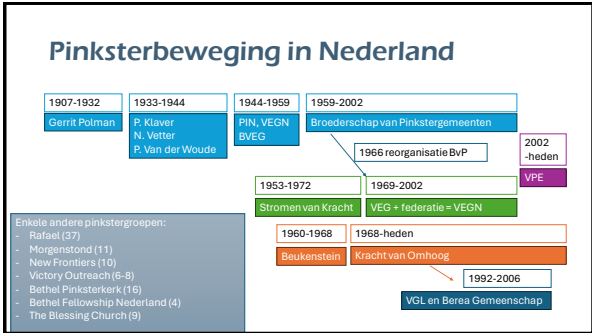 Pinksterbeweging in Nederland
1907-1932
Gerrit Polman
1933-1944
P. Klaver
N. Vetter
P. Van der Woude
1944-1959
PIN, VEGN
BVEG
1959-2002
Broederschap van Pinkstergemeenten
1966 reorganisatie BvP
2002
-heden
VPE
1953-1972
Stromen van Kracht
1969-2002
VEG + federatie = VEGN
1960-1968
Beukenstein
1968-heden
Kracht van Omhoog
1992-2006
VGL en Berea Gemeenschap
Enkele andere pinkstergroepen:
- Rafael (37)
- Morgenstond (11)
- New Frontiers (10)
- Victory Outreach (6-8)
- Bethel Pinksterkerk (16)
- Bethel Fellowship Nederland (4)
- The Blessing Church (9)